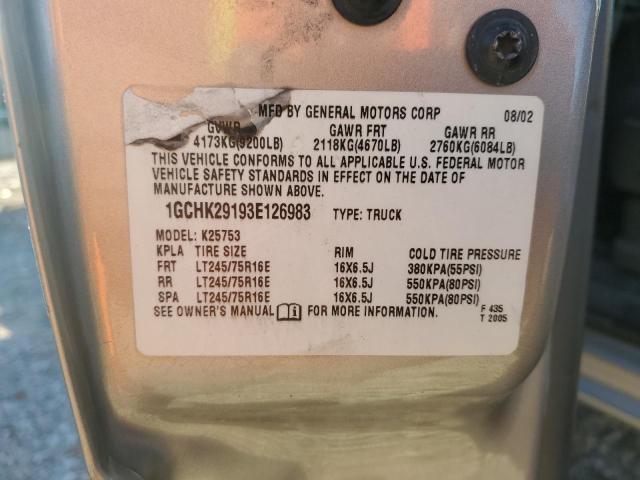 MFD BY GENERAL MOTORS CORP 08/02
GVWR GAWR FRT GAWR RR
4173KG(9200LB) 2118KG(4670LB) 2760KG(6084LB)
THIS VEHICLE CONFORMS TO ALL APPLICABLE U.S. FEDERAL MOTOR
VEHICLE SAFETY STANDARDS IN EFFECT ON THE DATE OF
MANUFACTURE SHOWN ABOVE.
1GCHK29193E126983 TYPE: TRUCK
MODEL: K25753
KPLA TIRE SIZE RIM COLD TIRE PRESSURE
FRT LT245/75R16E 16X6.5J 380KPA(55PSI)
RR LT245/75R16E 16X6.5J 550KPA(80PSI)
SPA LT245/75R16E 16X6.5J 550KPA(80PSI)
SEE OWNER'S MANUAL FOR MORE INFORMATION. F 435
T 2005